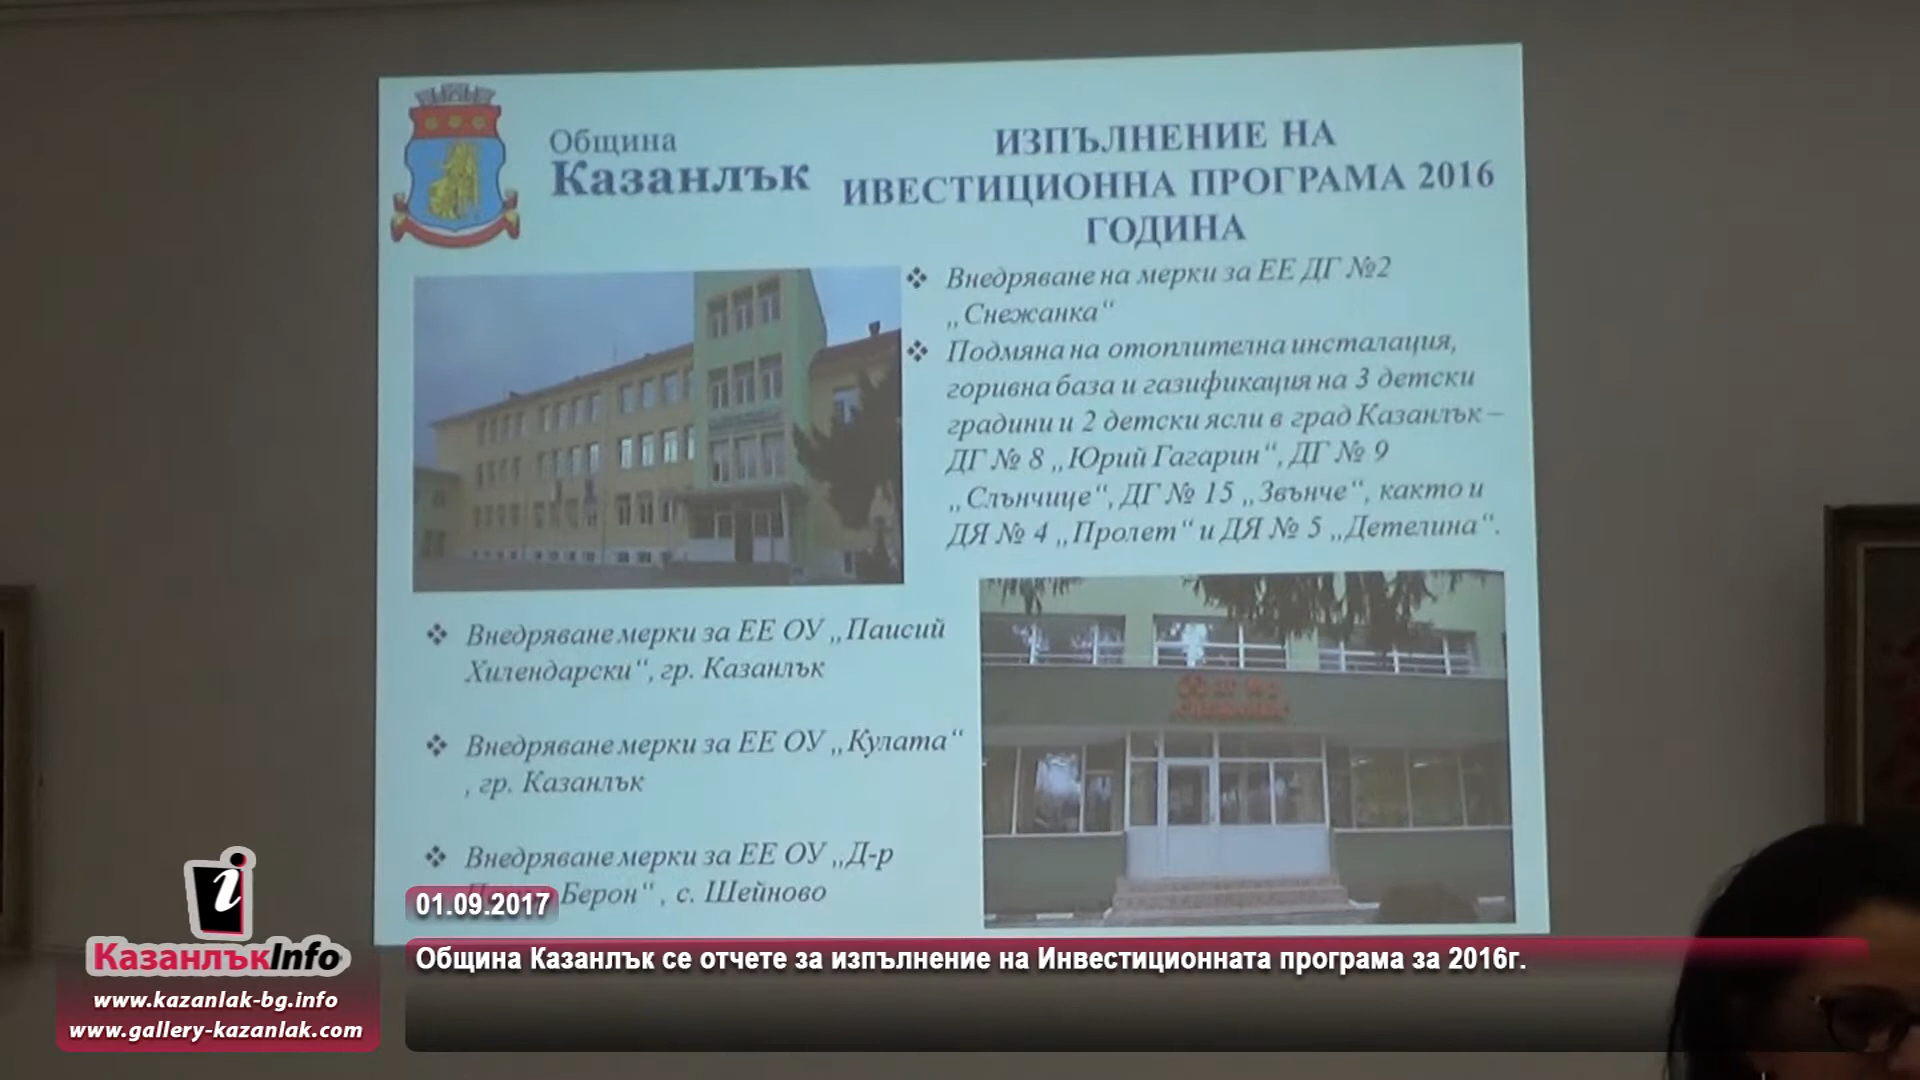 Община
Казанлък
ИЗПЪЛНЕНИЕ НА
ИВЕСТИЦИОННА ПРОГРАМА 2016
ГОДИНА
❖ Внедряване на мерки за ЕЕ ДГ №2
„Снежанка“
❖ Подмяна на отоплителна инсталация,
горивна база и газификация на 3 детски
градини и 2 детски ясли в град Казанлък –
ДГ № 8 „Юрий Гагарин“, ДГ № 9
„Слънчице“, ДГ № 15 „Звънче“, както и
ДЯ № 4 „Пролет“ и ДЯ № 5 „Детелина“.
❖ Внедряване мерки за ЕЕ ОУ „Паисий
Хилендарски“, гр. Казанлък
❖ Внедряване мерки за ЕЕ ОУ „Кулата“
, гр. Казанлък
❖ Внедряване мерки за ЕЕ ОУ „Д-р
Берон“ , с. Шейново
01.09.2017
Община Казанлък се отчете за изпълнение на Инвестиционната програма за 2016г.
i
КазанлъкInfo
www.kazanlak-bg.info
www.gallery-kazanlak.com